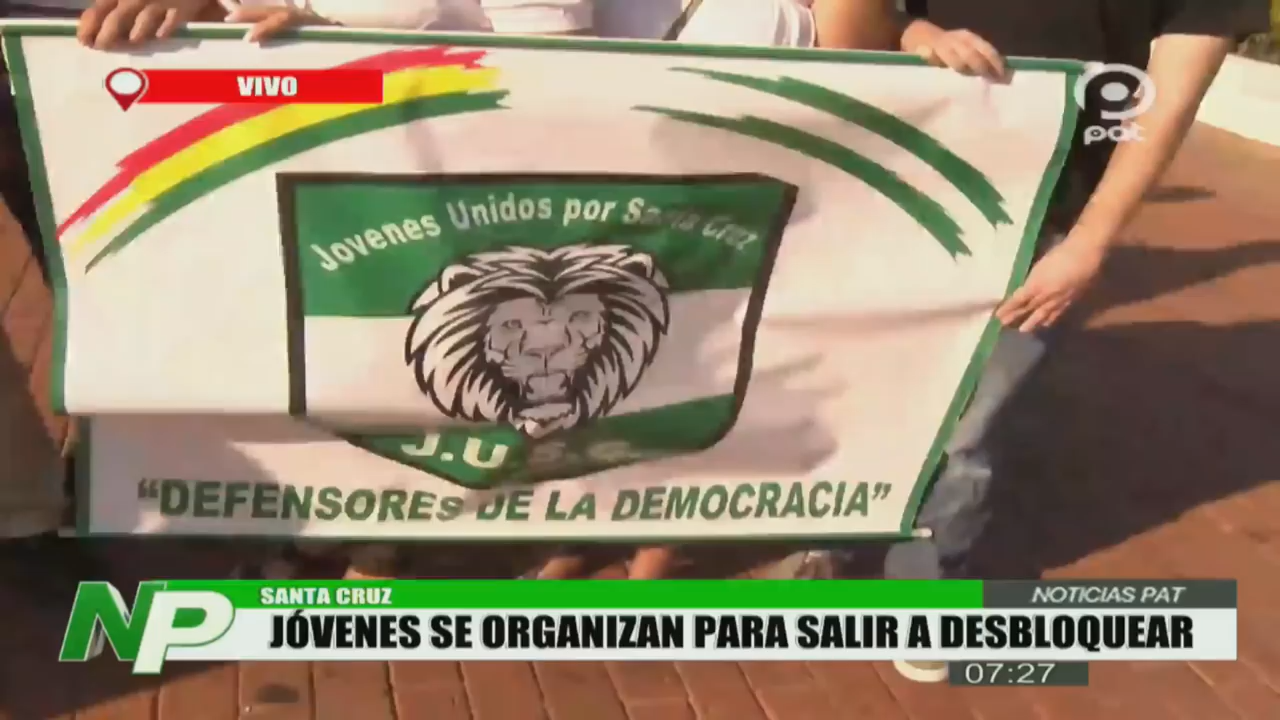 VIVO
pat
Jovenes Unidos por Santa Cruz
J.U.S.C.
“DEFENSOREs DE LA DEMOCRACIA”
NP
SANTA CRUZ
NOTICIAS PAT
JÓVENES SE ORGANIZAN PARA SALIR A DESBLOQUEAR
07:27